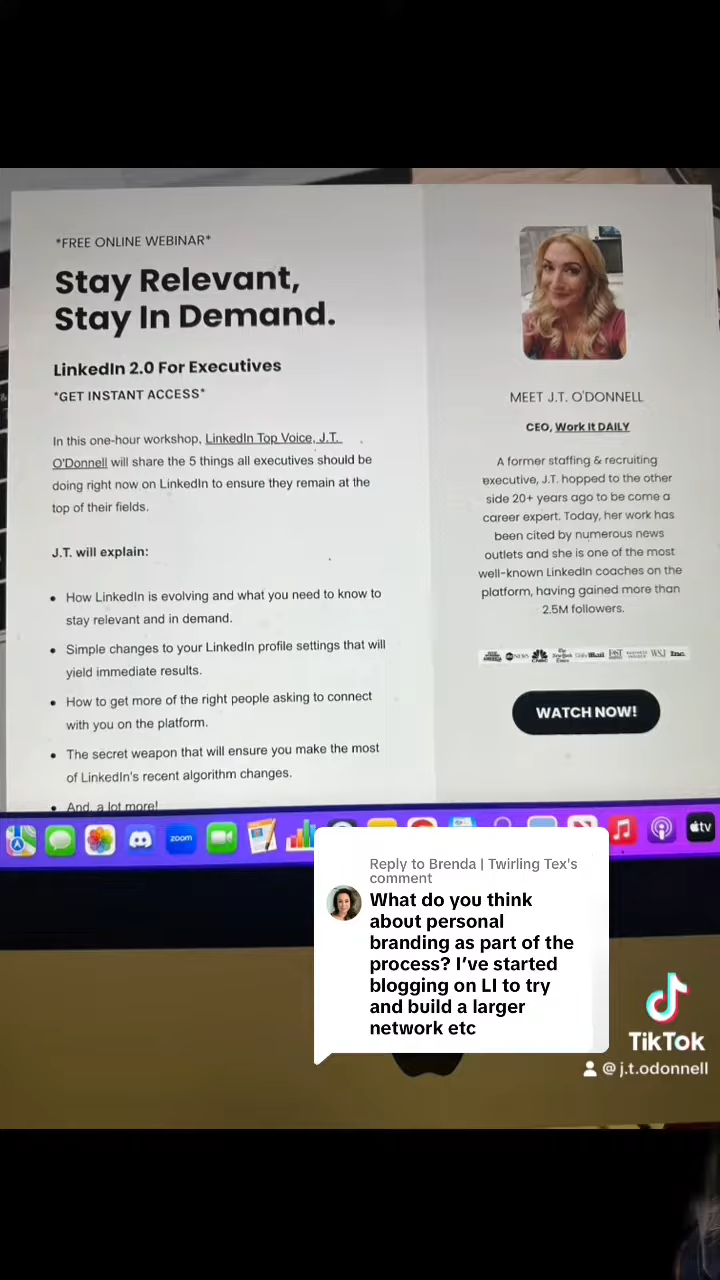 *FREE ONLINE WEBINAR*
Stay Relevant,
Stay In Demand.
LinkedIn 2.0 For Executives
*GET INSTANT ACCESS*
In this one-hour workshop, LinkedIn Top Voice, J.T.
O'Donnell will share the 5 things all executives should be
doing right now on LinkedIn to ensure they remain at the
top of their fields.
J.T. will explain:
• How LinkedIn is evolving and what you need to know to
stay relevant and in demand.
• Simple changes to your LinkedIn profile settings that will
yield immediate results.
• How to get more of the right people asking to connect
with you on the platform.
• The secret weapon that will ensure you make the most
of LinkedIn's recent algorithm changes.
• And, a lot more!
MEET J.T. O'DONNELL
CEO, Work It DAILY
A former staffing & recruiting
executive, J.T. hopped to the other
side 20+ years ago to be come a
career expert. Today, her work has
been cited by numerous news
outlets and she is one of the most
well-known LinkedIn coaches on the
platform, having gained more than
2.5M followers.
abc NEWS CNBC The New York Times Daily Mail WSJ Inc.
WATCH NOW!
zoom
tv
Reply to Brenda | Twirling Tex's
comment
What do you think
about personal
branding as part of the
process? I've started
blogging on LI to try
and build a larger
network etc
TikTok
@j.t.odonnell